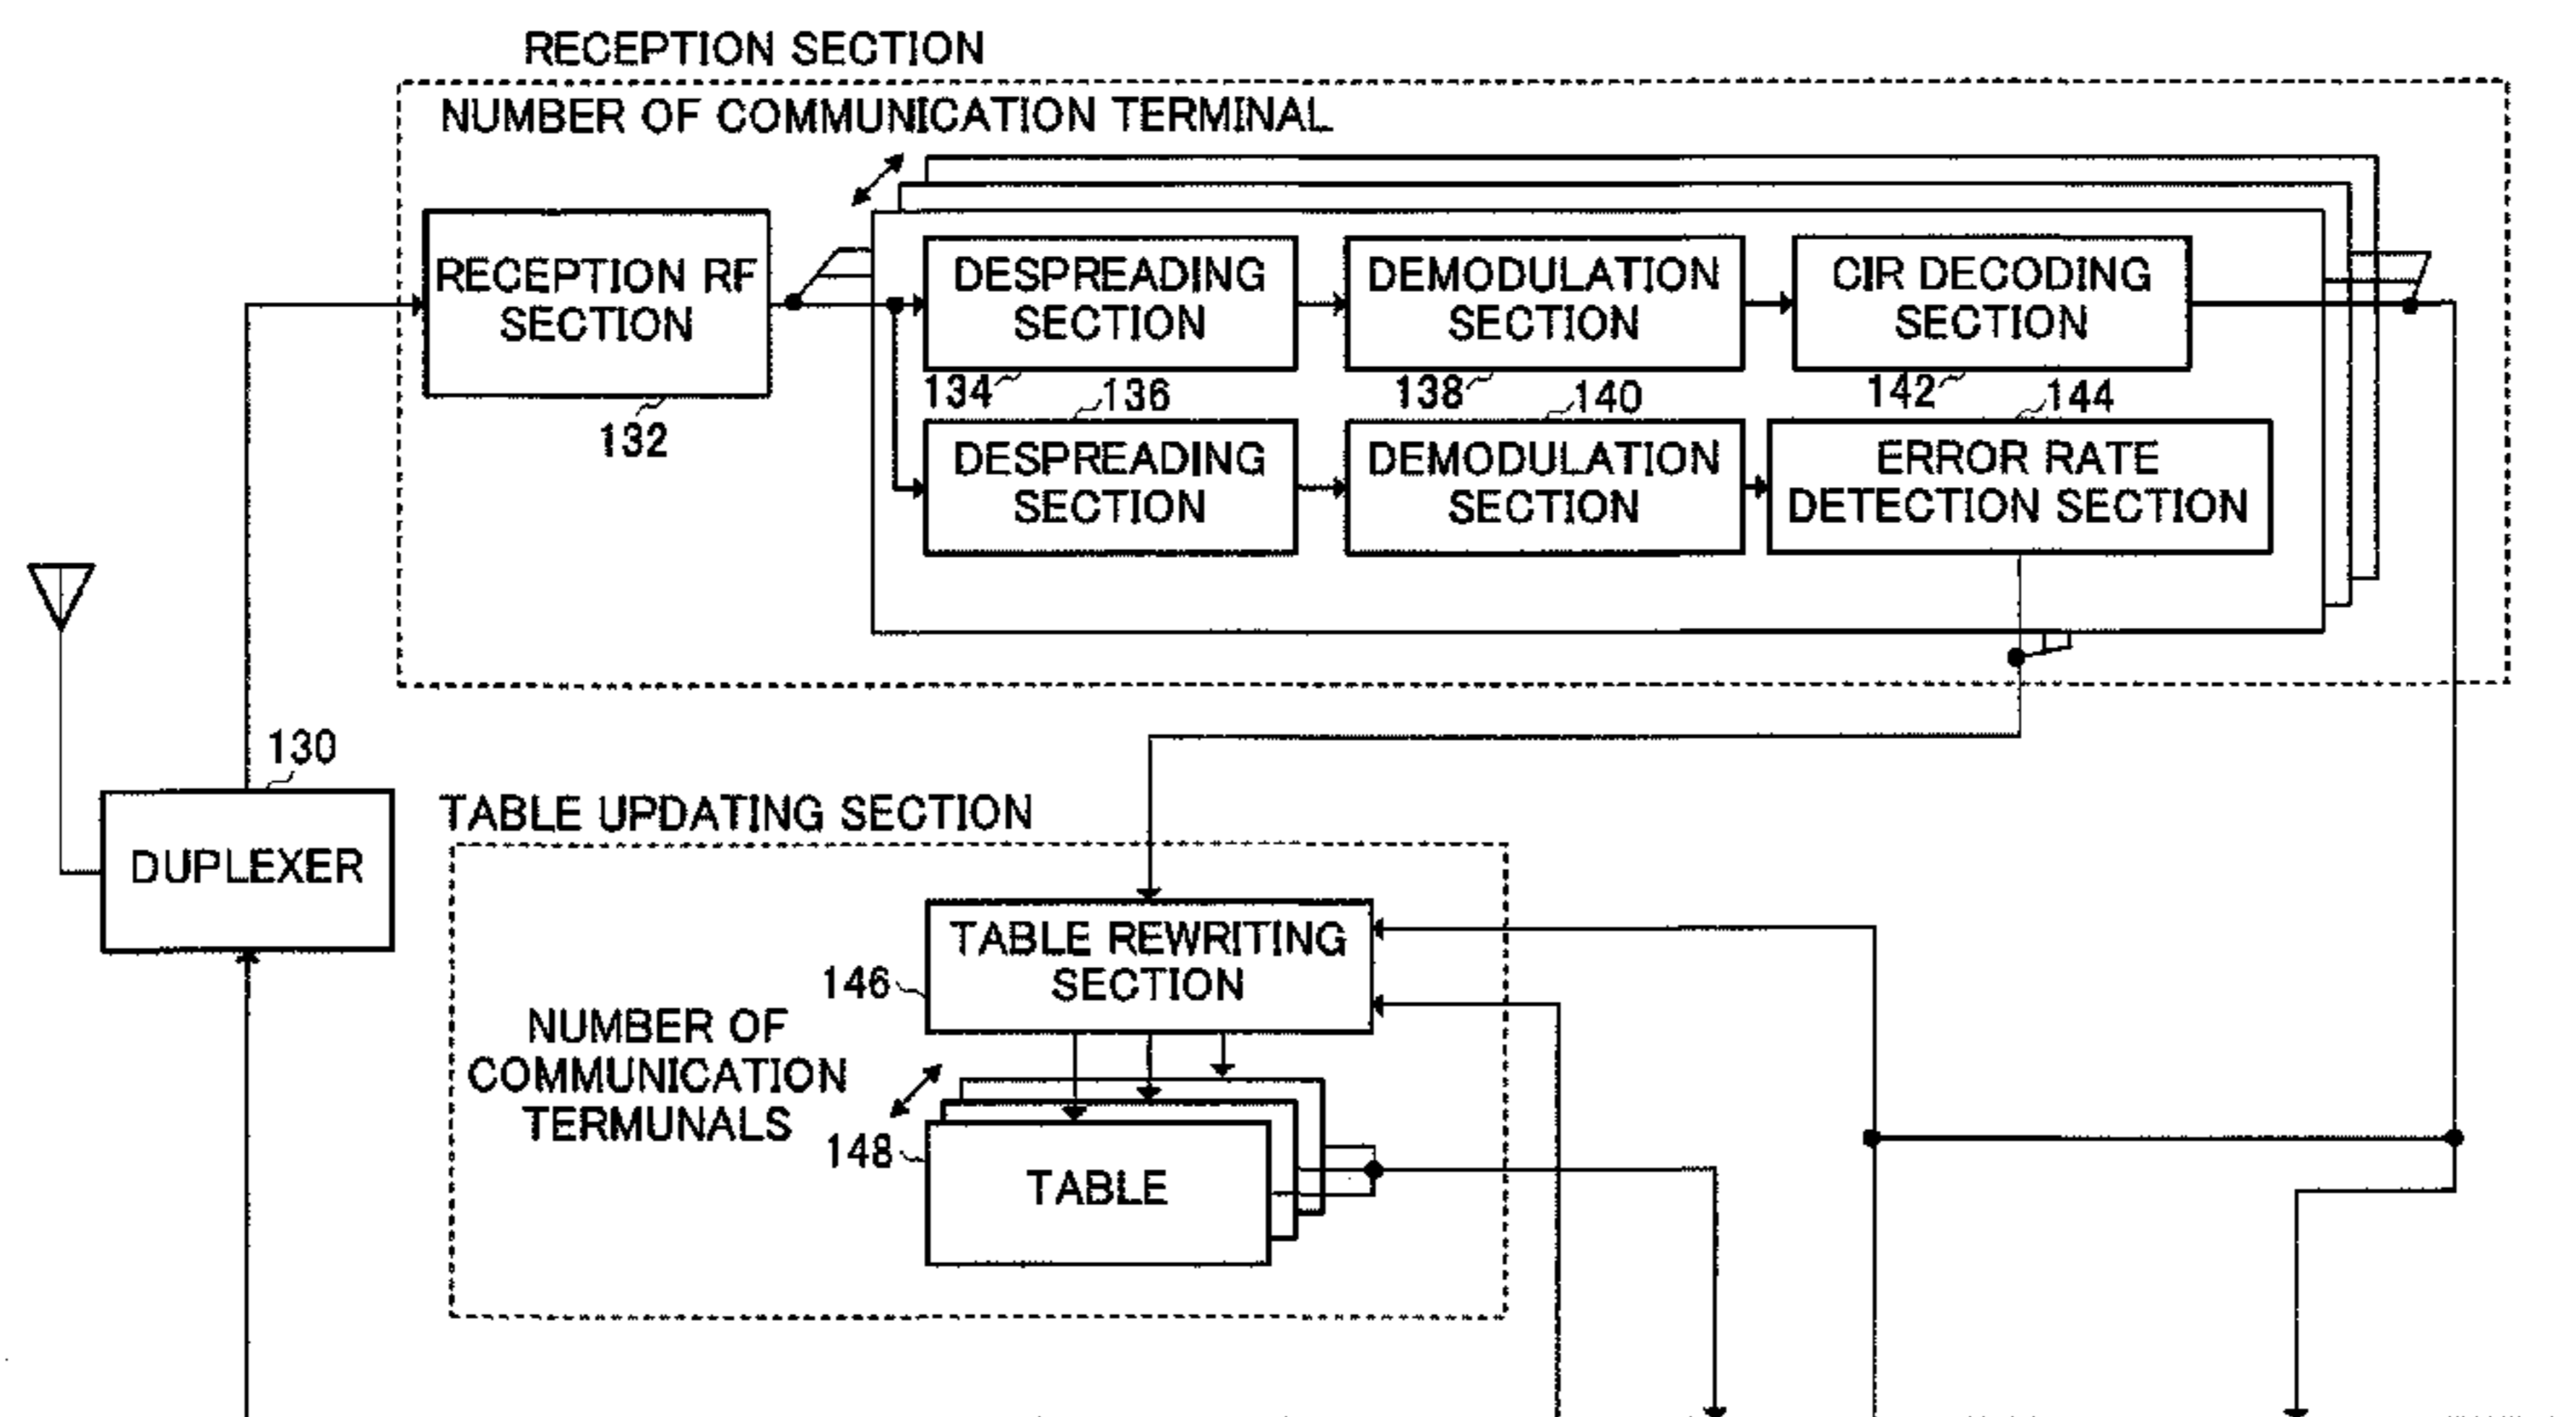 RECEPTION SECTION
NUMBER OF COMMUNICATION TERMINAL
RECEPTION RF
SECTION
132
DESPREADING
SECTION
134
DEMODULATION
SECTION
138
CIR DECODING
SECTION
142
136
DESPREADING
SECTION
140
DEMODULATION
SECTION
144
ERROR RATE
DETECTION SECTION
130
DUPLEXER
TABLE UPDATING SECTION
TABLE REWRITING
SECTION
146
NUMBER OF
COMMUNICATION
TERMUNALS
148
TABLE